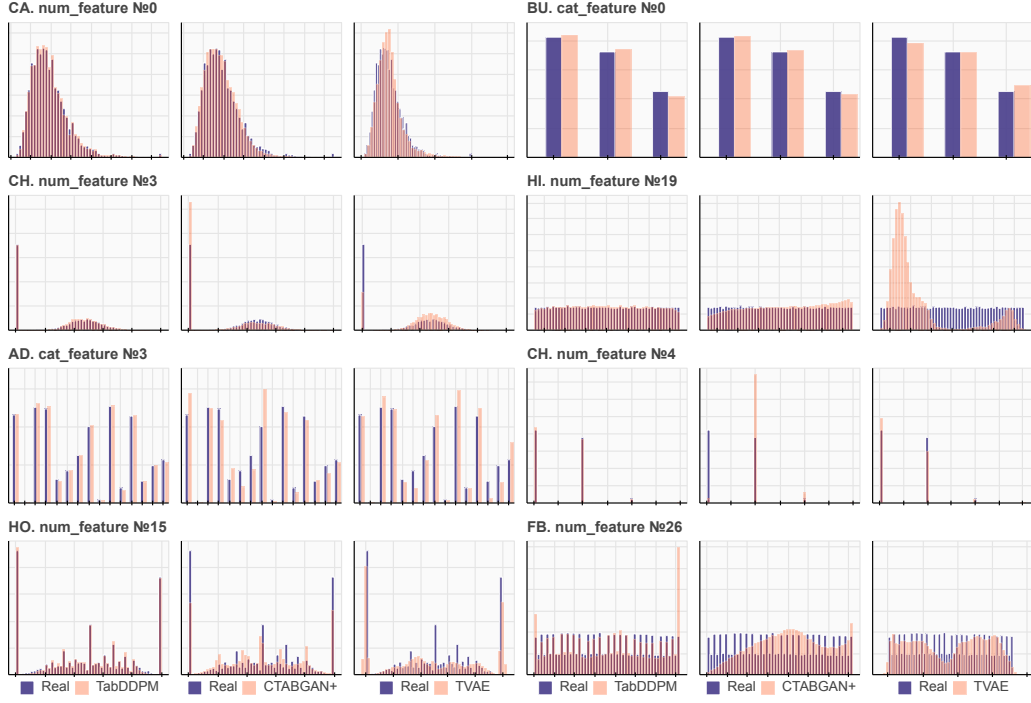 CA. num_feature №0
BU. cat_feature №0
CH. num_feature №3
HI. num_feature №19
AD. cat_feature №3
CH. num_feature №4
HO. num_feature №15
FB. num_feature №26
Real TabDDPM Real CTABGAN+ Real TVAE Real TabDDPM Real CTABGAN+ Real TVAE